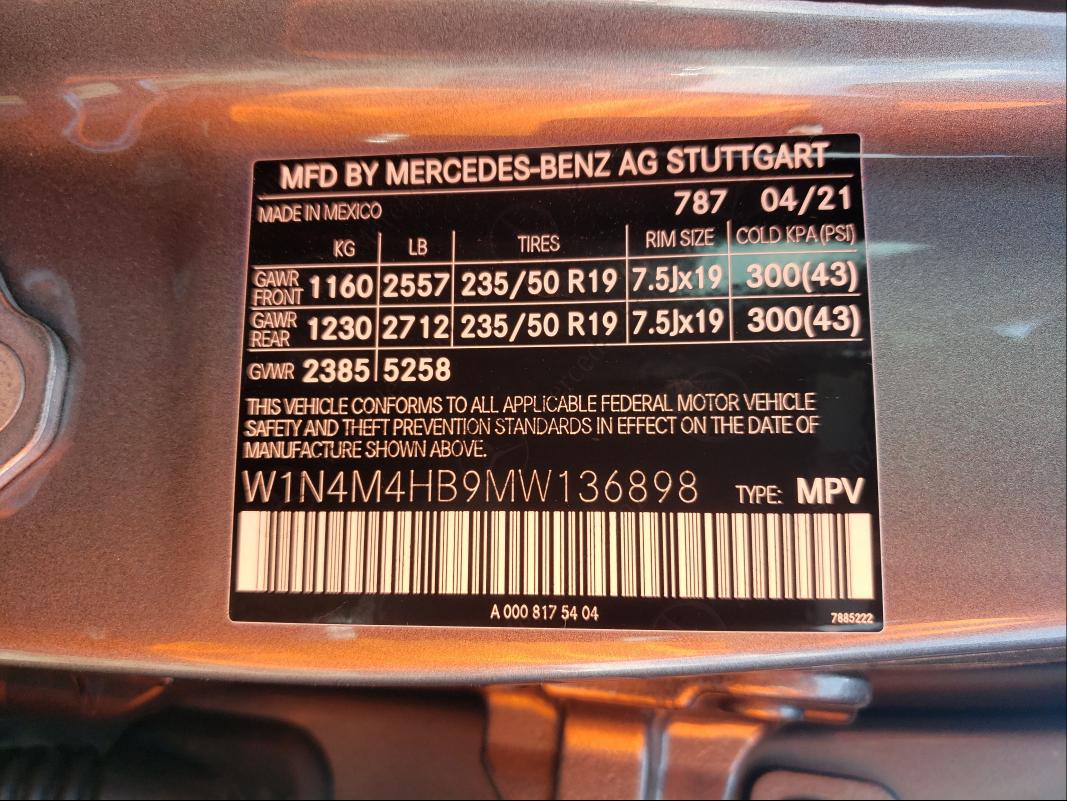 MFD BY MERCEDES-BENZ AG STUTTGART
MADE IN MEXICO 787 04/21
KG LB TIRES RIM SIZE COLD KPA (PSI)
GAWR FRONT 1160 2557 235/50 R19 7.5Jx19 300(43)
GAWR REAR 1230 2712 235/50 R19 7.5Jx19 300(43)
GVWR 2385 5258
THIS VEHICLE CONFORMS TO ALL APPLICABLE FEDERAL MOTOR VEHICLE
SAFETY AND THEFT PREVENTION STANDARDS IN EFFECT ON THE DATE OF
MANUFACTURE SHOWN ABOVE.
W1N4M4HB9MW136898 TYPE: MPV
A 000 817 54 04
7885222